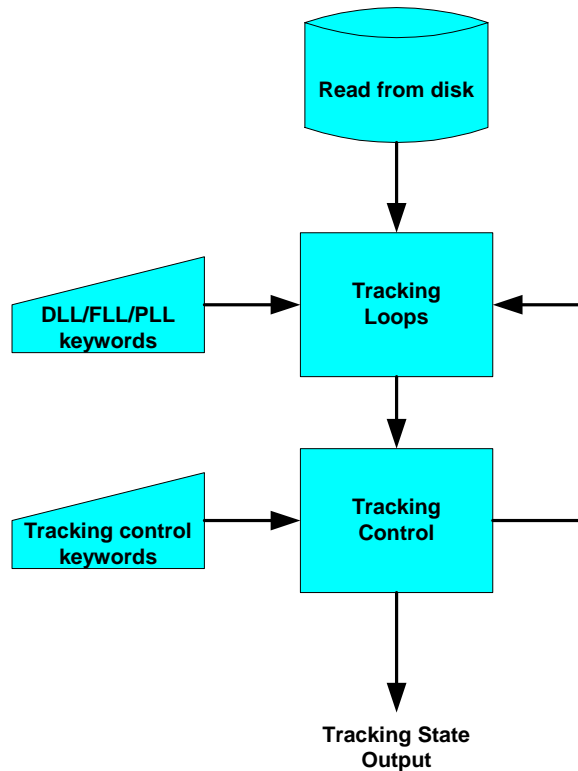 Read from disk
Tracking
Loops
DLL/FLL/PLL
keywords
Tracking
Control
Tracking control
keywords
Tracking State
Output